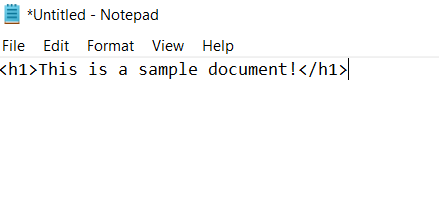 *Untitled - Notepad
File Edit Format View Help
<h1>This is a sample document!</h1>